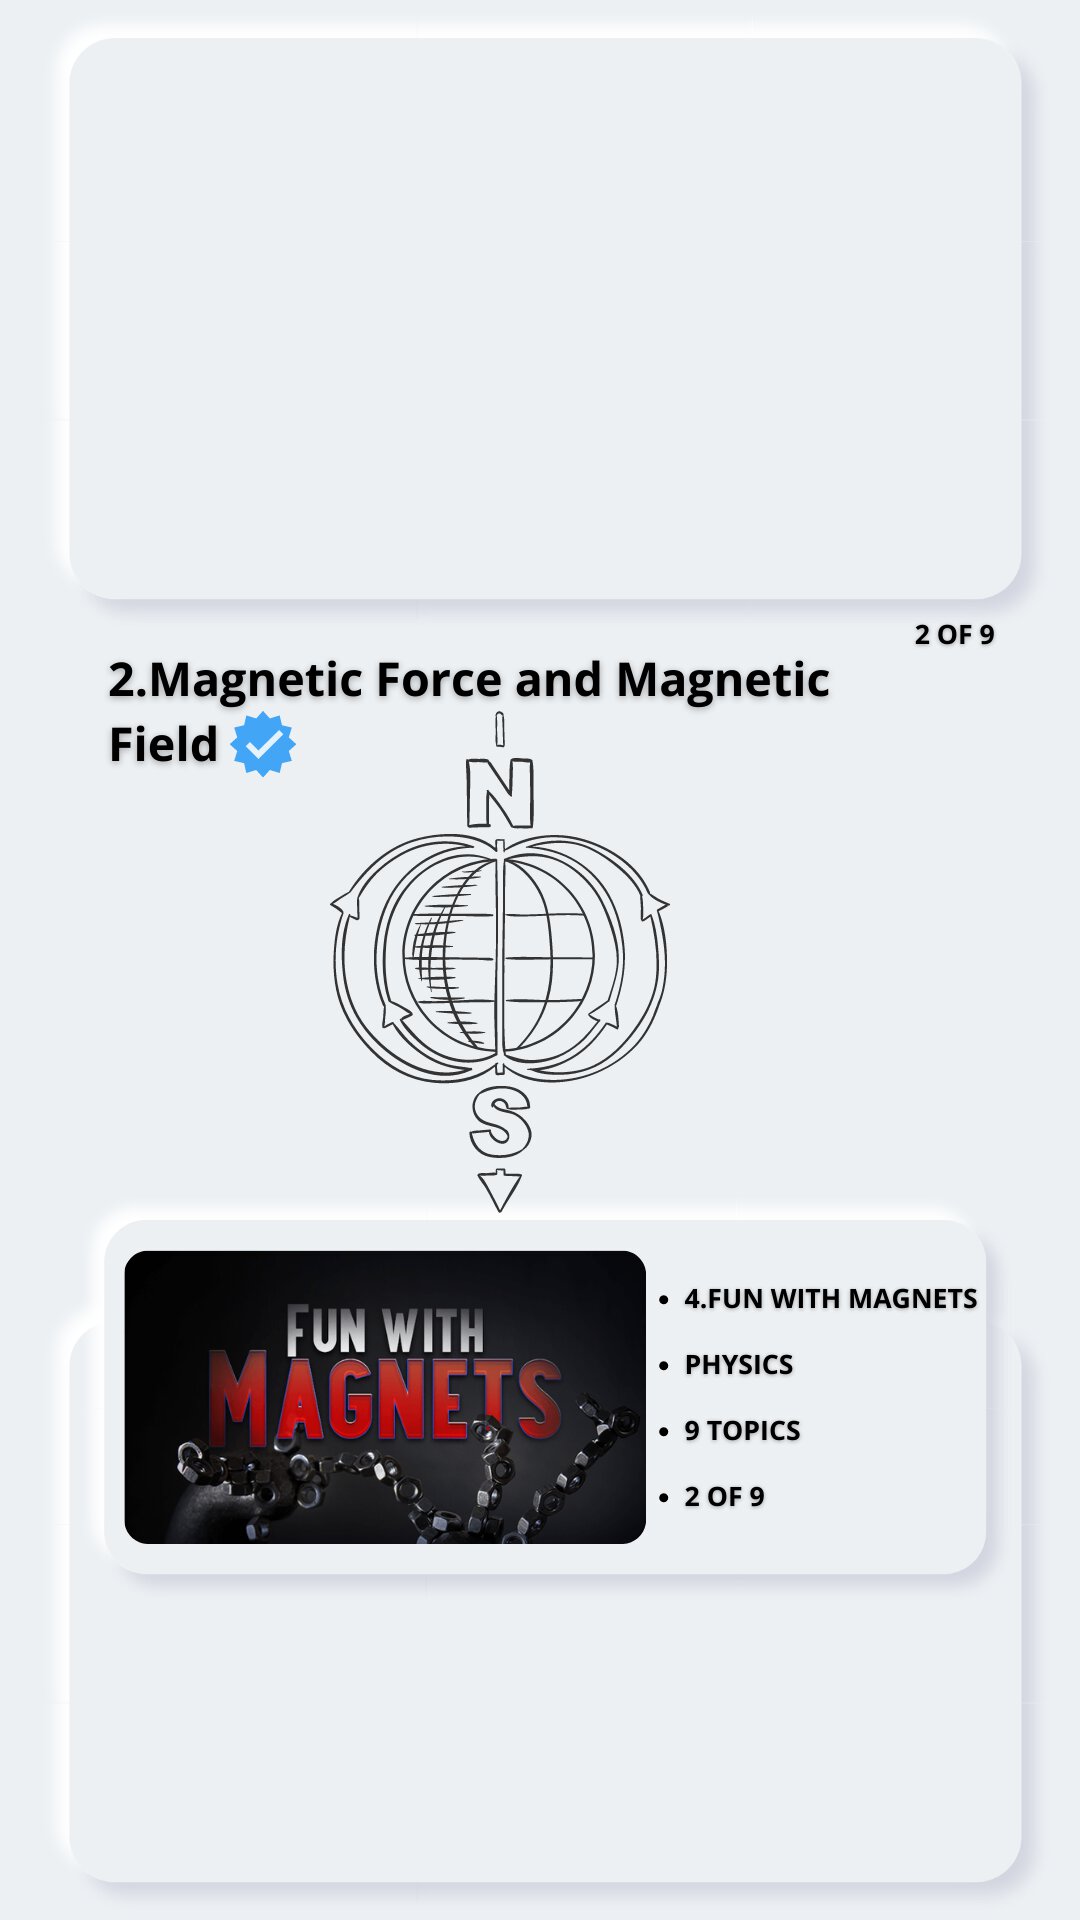 2 OF 9
2.Magnetic Force and Magnetic
Field
N
S
FUN WITH
MAGNETS
• 4.FUN WITH MAGNETS
• PHYSICS
• 9 TOPICS
• 2 OF 9